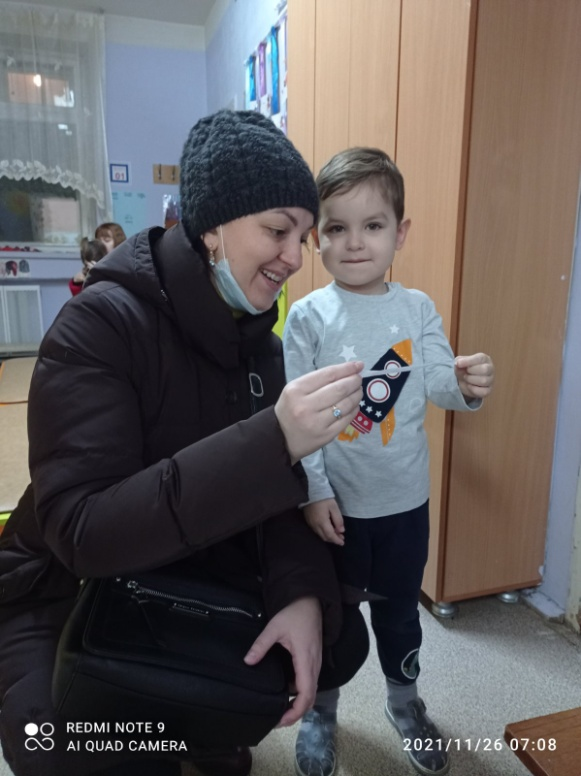 01
REDMI NOTE 9
AI QUAD CAMERA
2021/11/26 07:08